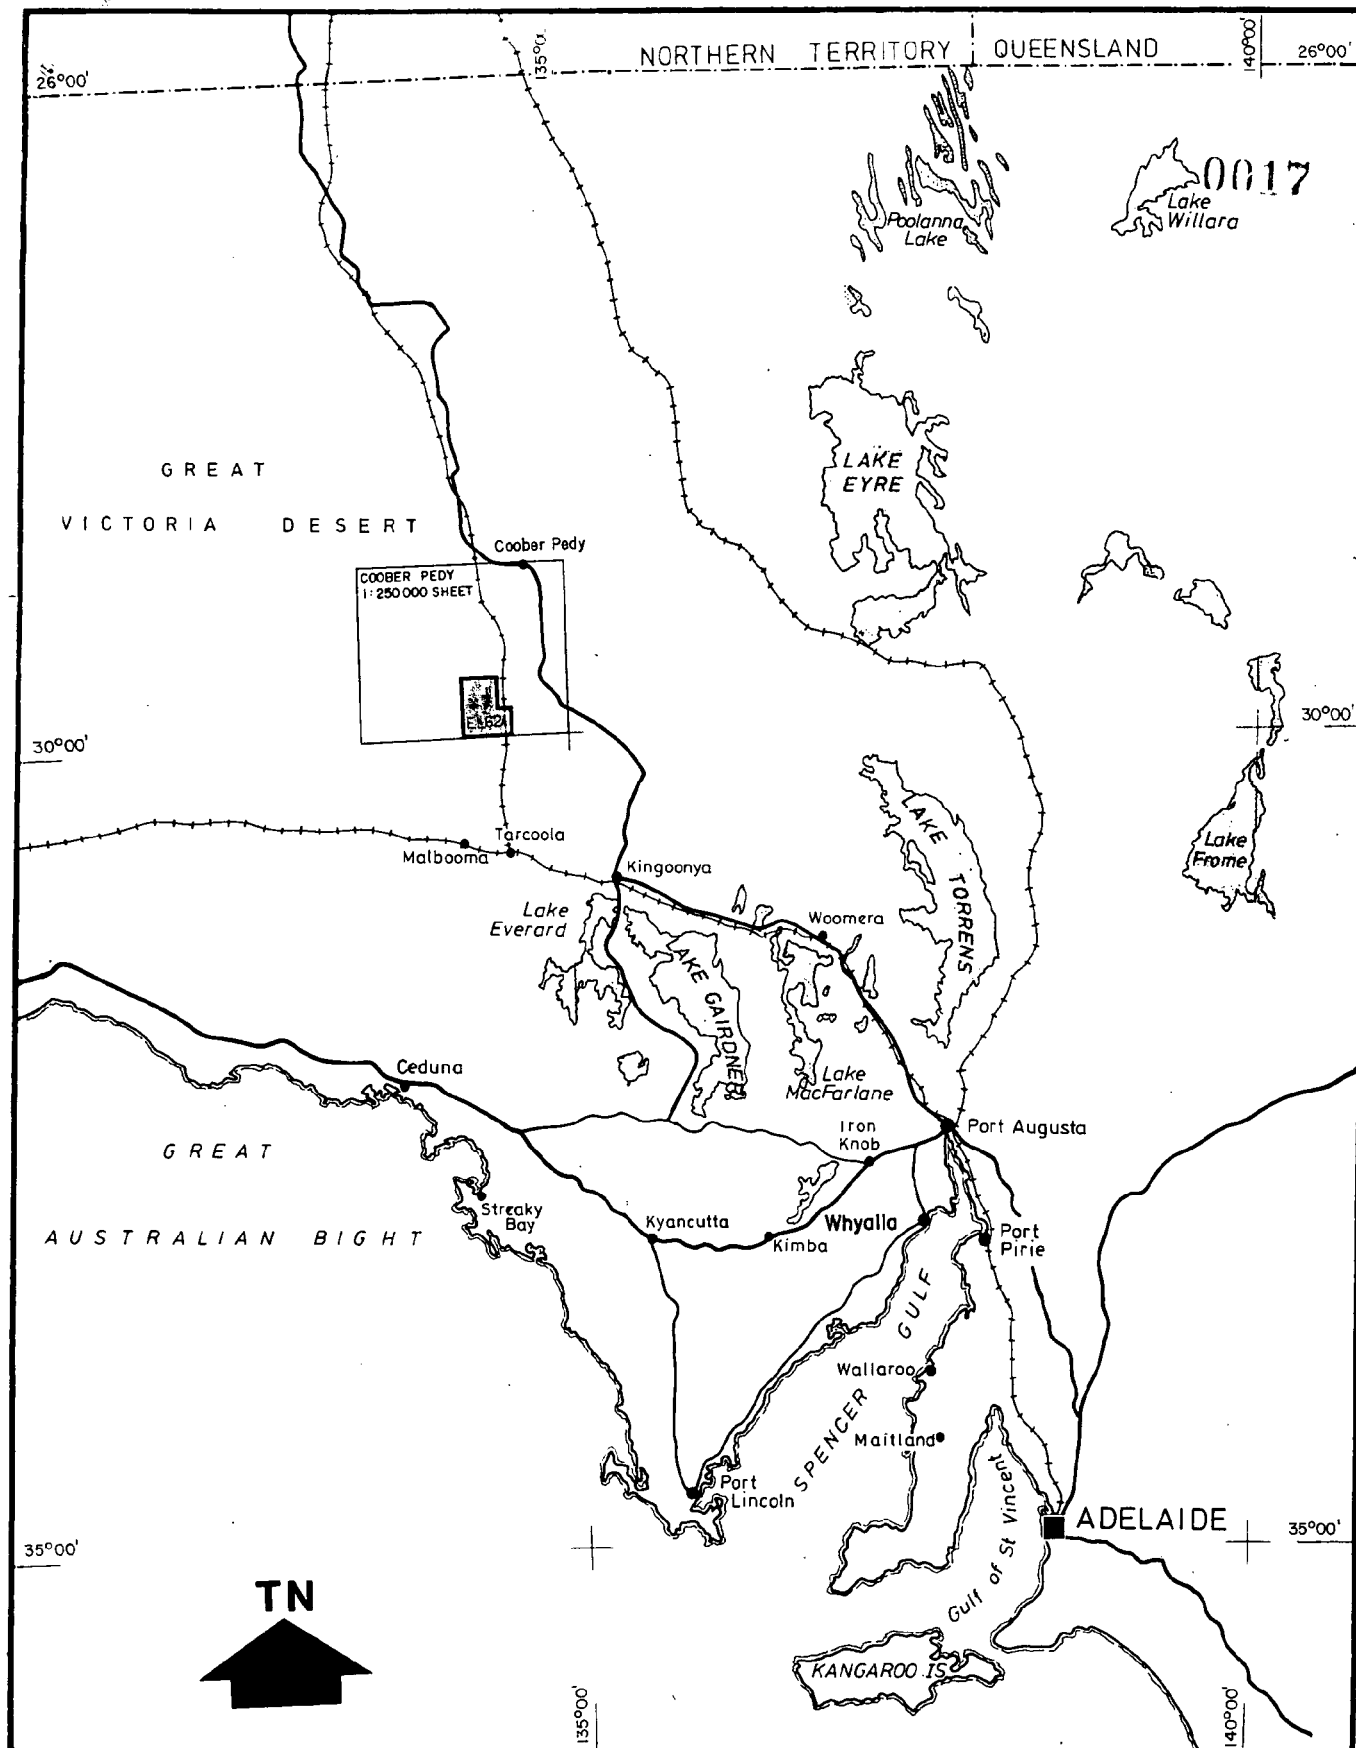 NORTHERN TERRITORY QUEENSLAND
26°00'
135°00'
140°00'
26°00'
0017
Lake
Willara
Poolanna
Lake
LAKE
EYRE
GREAT
VICTORIA DESERT
Coober Pedy
COOBER PEDY
1:250 000 SHEET
30°00'
30°00'
Tarcoola
Malbooma
Kingoonya
LAKE TORRENS
Lake
Frome
Lake
Everard
Woomera
LAKE GAIRDNER
Lake
MacFarlane
Ceduna
Iron
Knob
Port Augusta
GREAT
AUSTRALIAN BIGHT
Streaky
Bay
Kyancutta
Kimba
Whyalla
Port
Pirie
SPENCER GULF
Wallaroo
Maitland
Port
Lincoln
Gulf of St Vincent
ADELAIDE
35°00'
35°00'
TN
KANGAROO IS
135°00'
140°00'